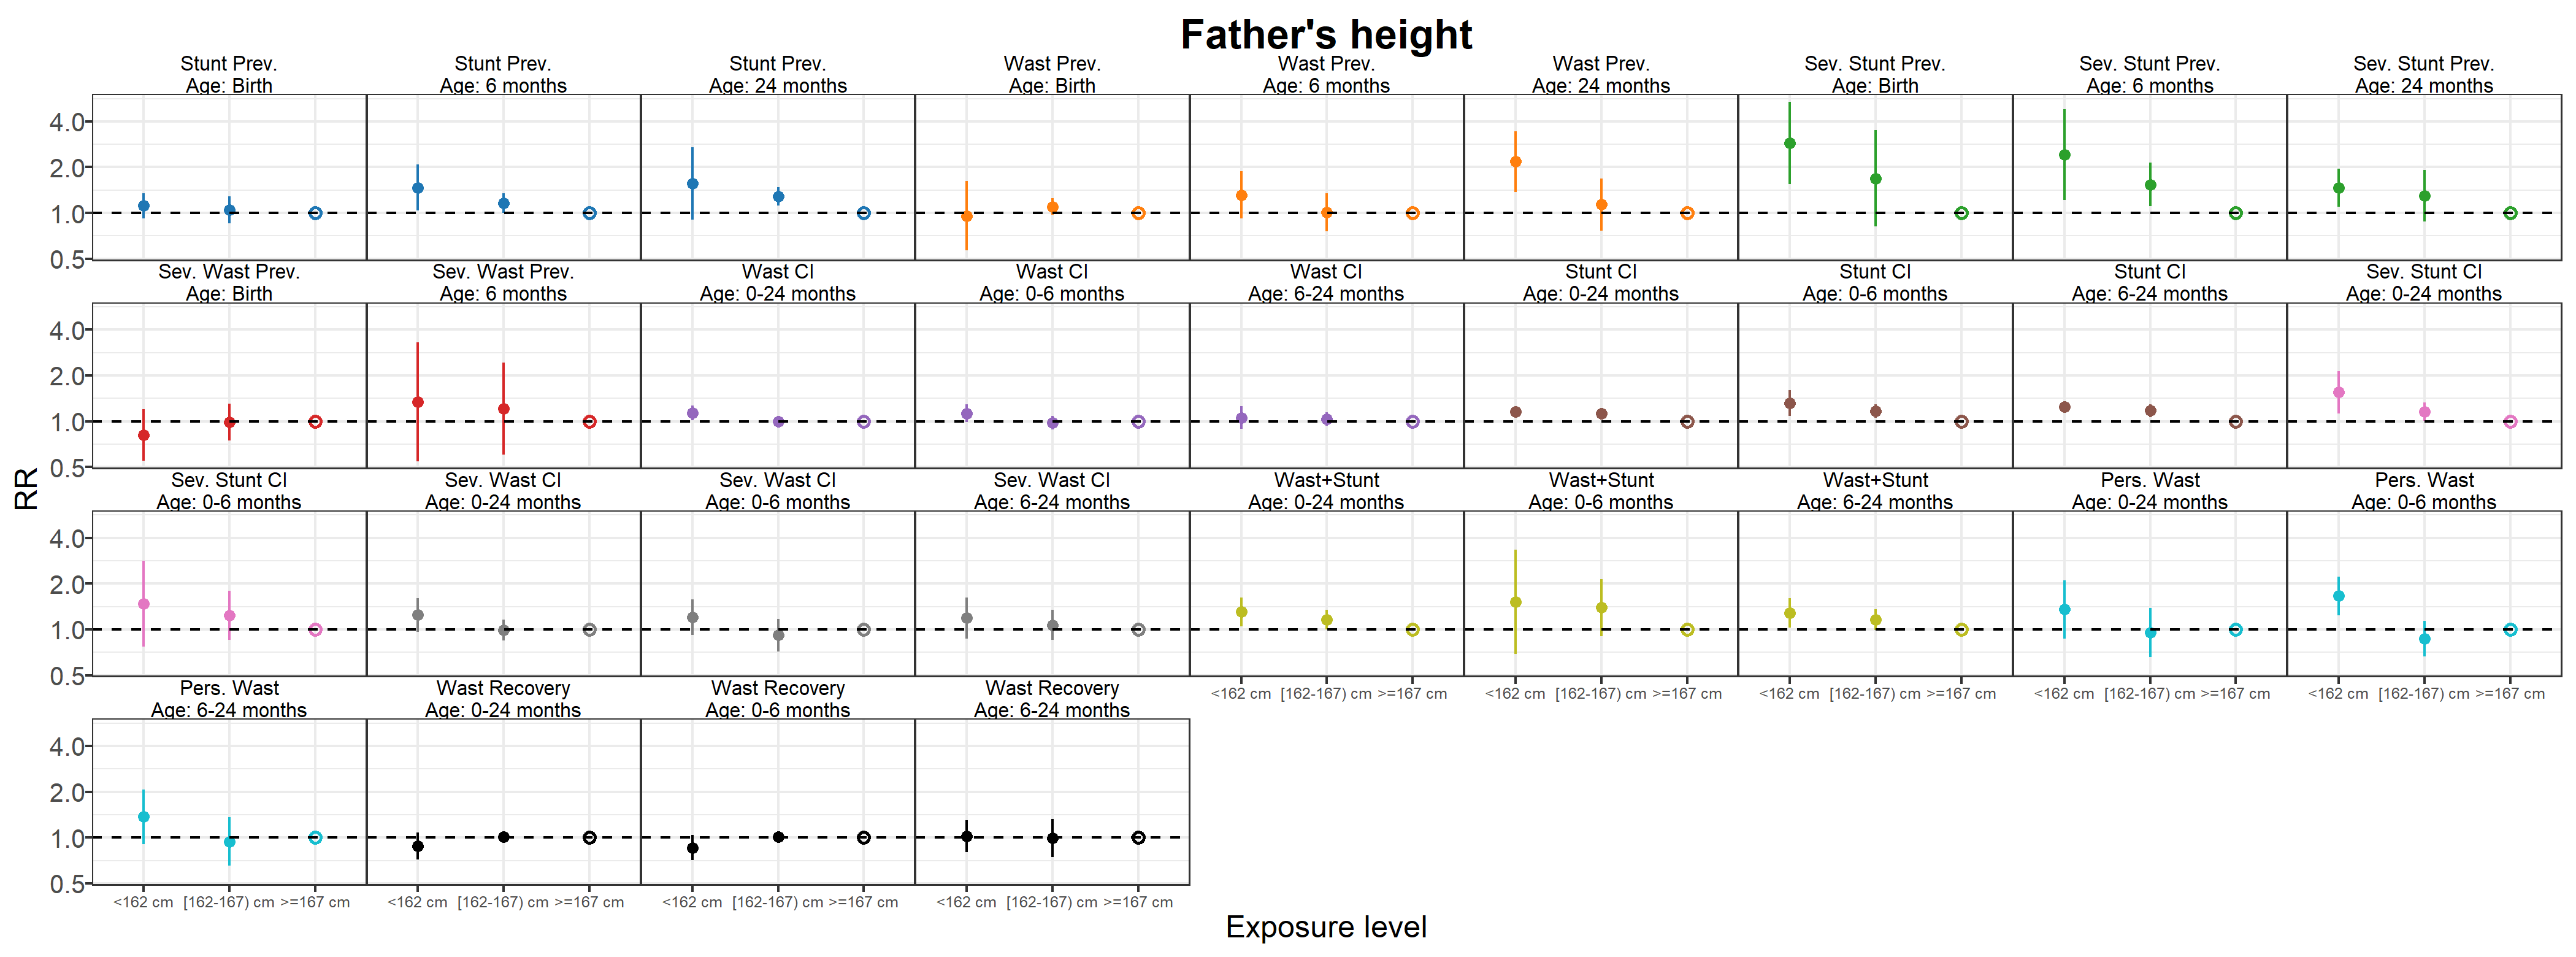 Father's height
Stunt Prev. Stunt Prev. Stunt Prev. Wast Prev. Wast Prev. Wast Prev. Sev. Stunt Prev. Sev. Stunt Prev. Sev. Stunt Prev.
Age: Birth Age: 6 months Age: 24 months Age: Birth Age: 6 months Age: 24 months Age: Birth Age: 6 months Age: 24 months
4.0
2.0
1.0
0.5
Sev. Wast Prev. Sev. Wast Prev. Wast CI Wast CI Wast CI Stunt CI Stunt CI Stunt CI Sev. Stunt CI
Age: Birth Age: 6 months Age: 0-24 months Age: 0-6 months Age: 6-24 months Age: 0-24 months Age: 0-6 months Age: 6-24 months Age: 0-24 months
4.0
2.0
1.0
0.5
RR
Sev. Stunt CI Sev. Wast CI Sev. Wast CI Sev. Wast CI Wast+Stunt Wast+Stunt Wast+Stunt Pers. Wast Pers. Wast
Age: 0-6 months Age: 0-24 months Age: 0-6 months Age: 6-24 months Age: 0-24 months Age: 0-6 months Age: 6-24 months Age: 0-24 months Age: 0-6 months
4.0
2.0
1.0
0.5
<162 cm [162-167) cm >=167 cm <162 cm [162-167) cm >=167 cm <162 cm [162-167) cm >=167 cm <162 cm [162-167) cm >=167 cm <162 cm [162-167) cm >=167 cm
Pers. Wast Wast Recovery Wast Recovery Wast Recovery
Age: 6-24 months Age: 0-24 months Age: 0-6 months Age: 6-24 months
4.0
2.0
1.0
0.5
<162 cm [162-167) cm >=167 cm <162 cm [162-167) cm >=167 cm <162 cm [162-167) cm >=167 cm <162 cm [162-167) cm >=167 cm
Exposure level